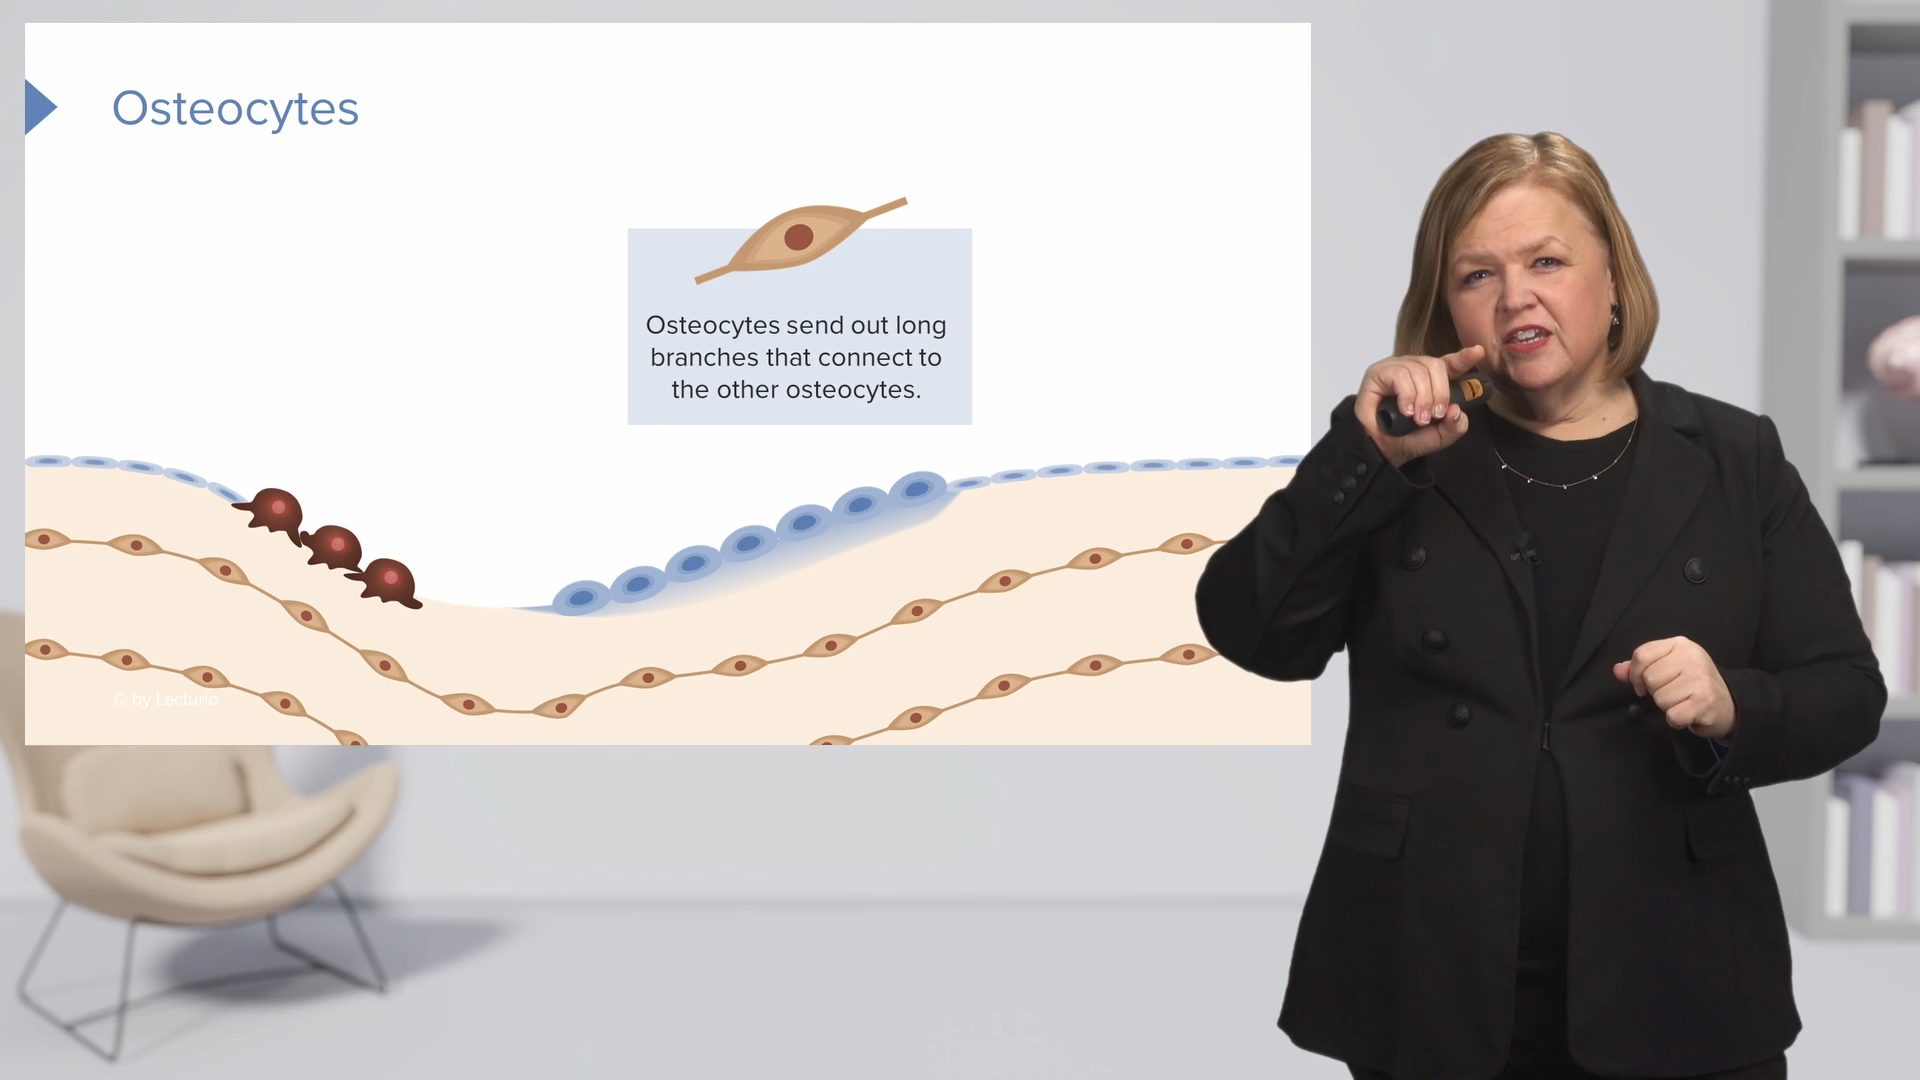 Osteocytes
Osteocytes send out long
branches that connect to
the other osteocytes.
© by Lecturio